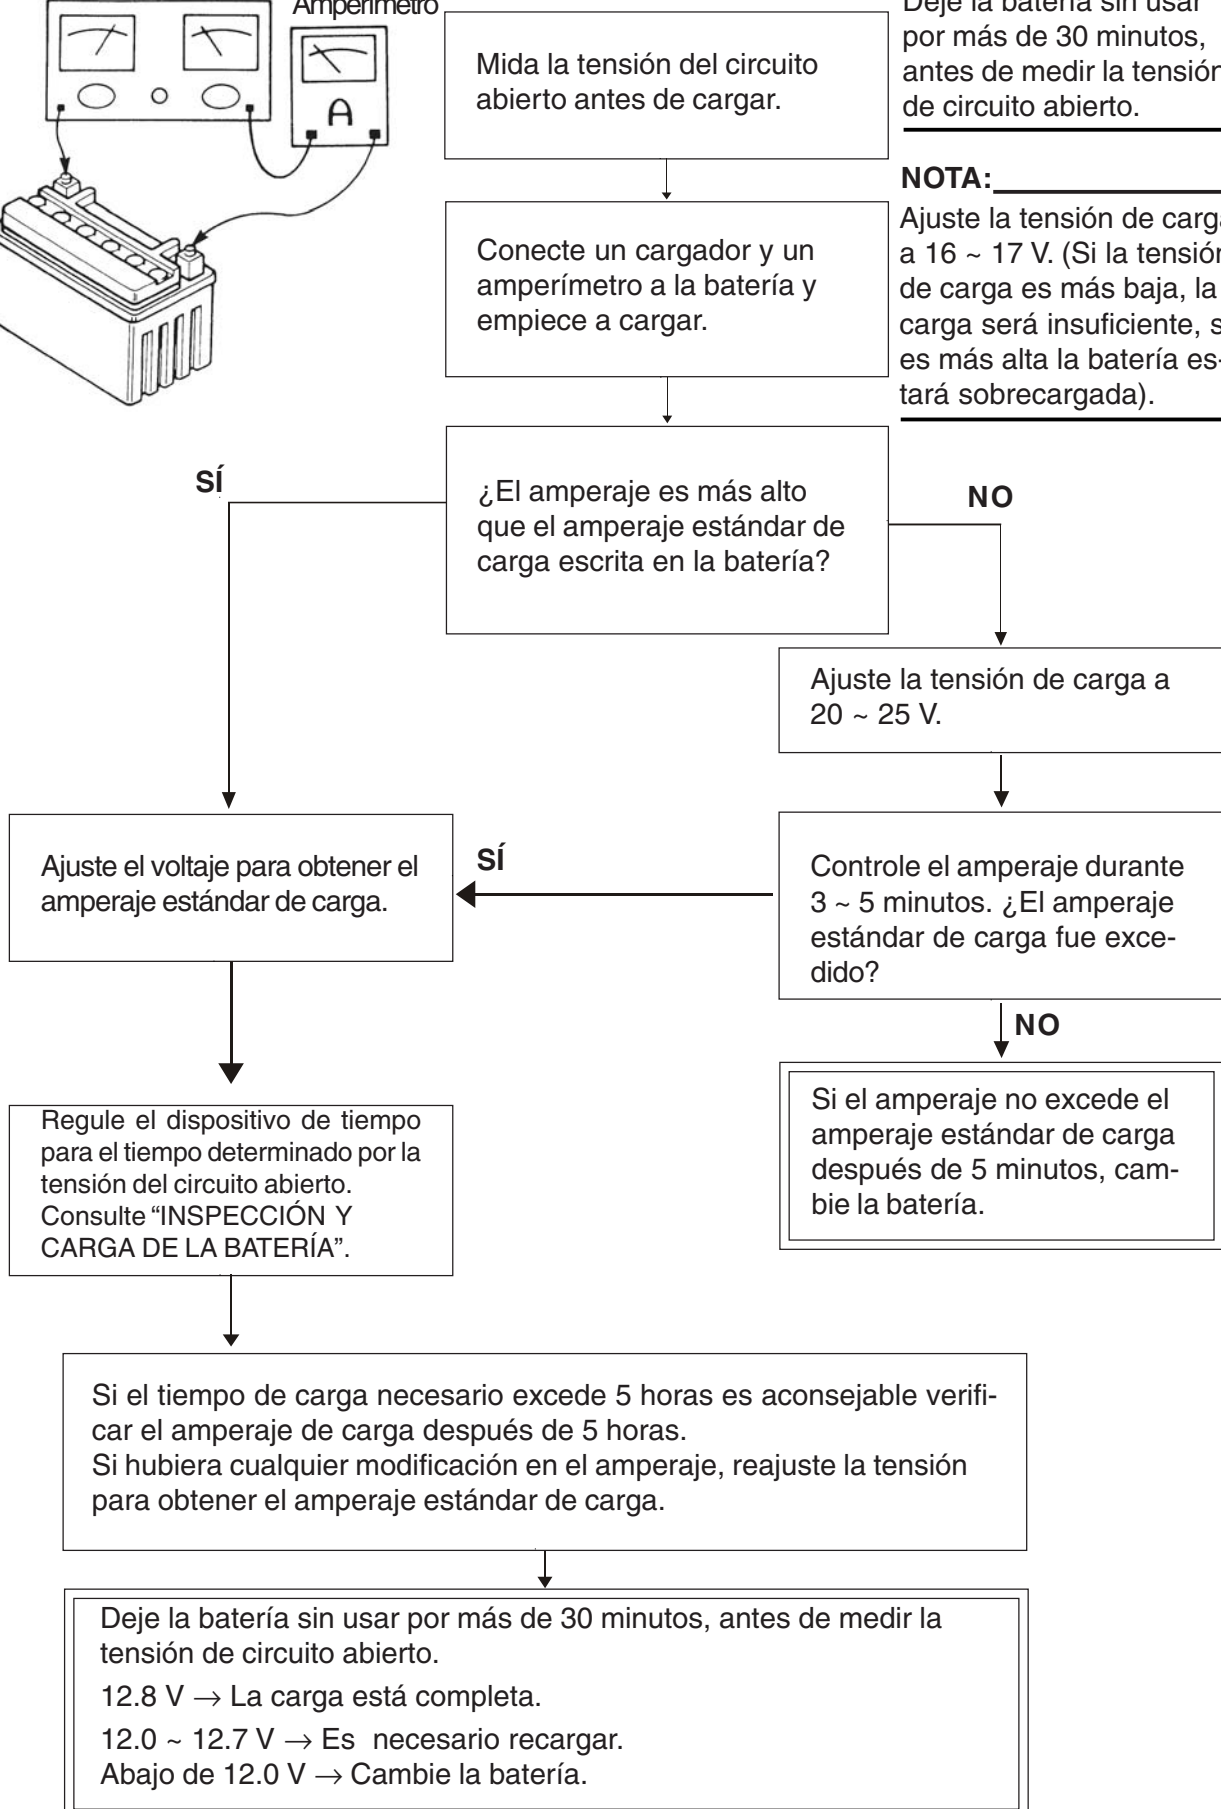 Amperímetro
A
Mida la tensión del circuito
abierto antes de cargar.
Deje la batería sin usar
por más de 30 minutos,
antes de medir la tensión
de circuito abierto.
NOTA:
Ajuste la tensión de carga
a 16 ~ 17 V. (Si la tensión
de carga es más baja, la
carga será insuficiente, s
es más alta la batería es-
tará sobrecargada).
Conecte un cargador y un
amperímetro a la batería y
empiece a cargar.
¿El amperaje es más alto
que el amperaje estándar de
carga escrita en la batería?
SÍ
NO
Ajuste la tensión de carga a
20 ~ 25 V.
Controle el amperaje durante
3 ~ 5 minutos. ¿El amperaje
estándar de carga fue exce-
dido?
SÍ
Ajuste el voltaje para obtener el
amperaje estándar de carga.
NO
Si el amperaje no excede el
amperaje estándar de carga
después de 5 minutos, cam-
bie la batería.
Regule el dispositivo de tiempo
para el tiempo determinado por la
tensión del circuito abierto.
Consulte “INSPECCIÓN Y
CARGA DE LA BATERÍA”.
Si el tiempo de carga necesario excede 5 horas es aconsejable verifi-
car el amperaje de carga después de 5 horas.
Si hubiera cualquier modificación en el amperaje, reajuste la tensión
para obtener el amperaje estándar de carga.
Deje la batería sin usar por más de 30 minutos, antes de medir la
tensión de circuito abierto.
12.8 V → La carga está completa.
12.0 ~ 12.7 V → Es necesario recargar.
Abajo de 12.0 V → Cambie la batería.